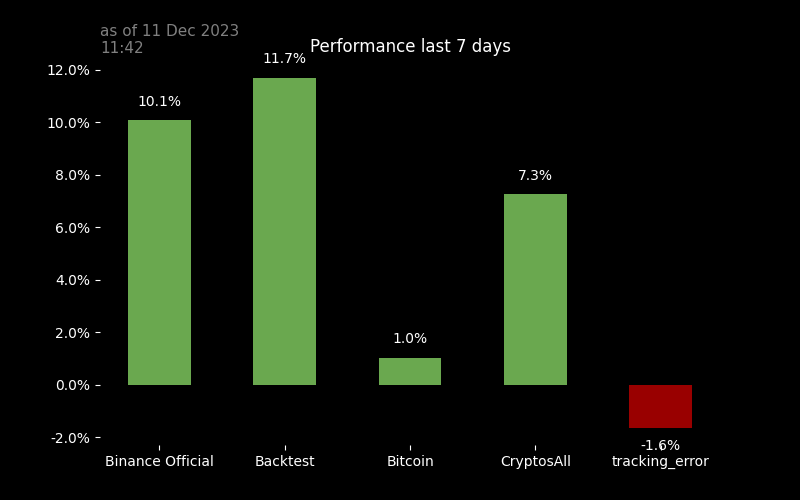 as of 11 Dec 2023
11:42
Performance last 7 days
12.0%
10.0%
8.0%
6.0%
4.0%
2.0%
0.0%
-2.0%
10.1%
11.7%
1.0%
7.3%
-1.6%
Binance Official
Backtest
Bitcoin
CryptosAll
tracking_error